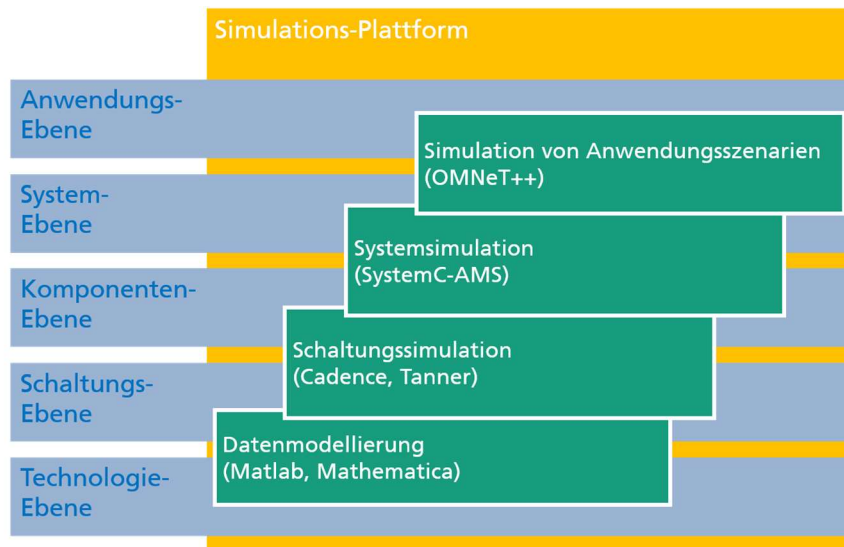 Simulations-Plattform
Anwendungs-
Ebene
Simulation von Anwendungsszenarien
(OMNeT++)
System-
Ebene
Systemsimulation
(SystemC-AMS)
Komponenten-
Ebene
Schaltungssimulation
(Cadence, Tanner)
Schaltungs-
Ebene
Datenmodellierung
(Matlab, Mathematica)
Technologie-
Ebene